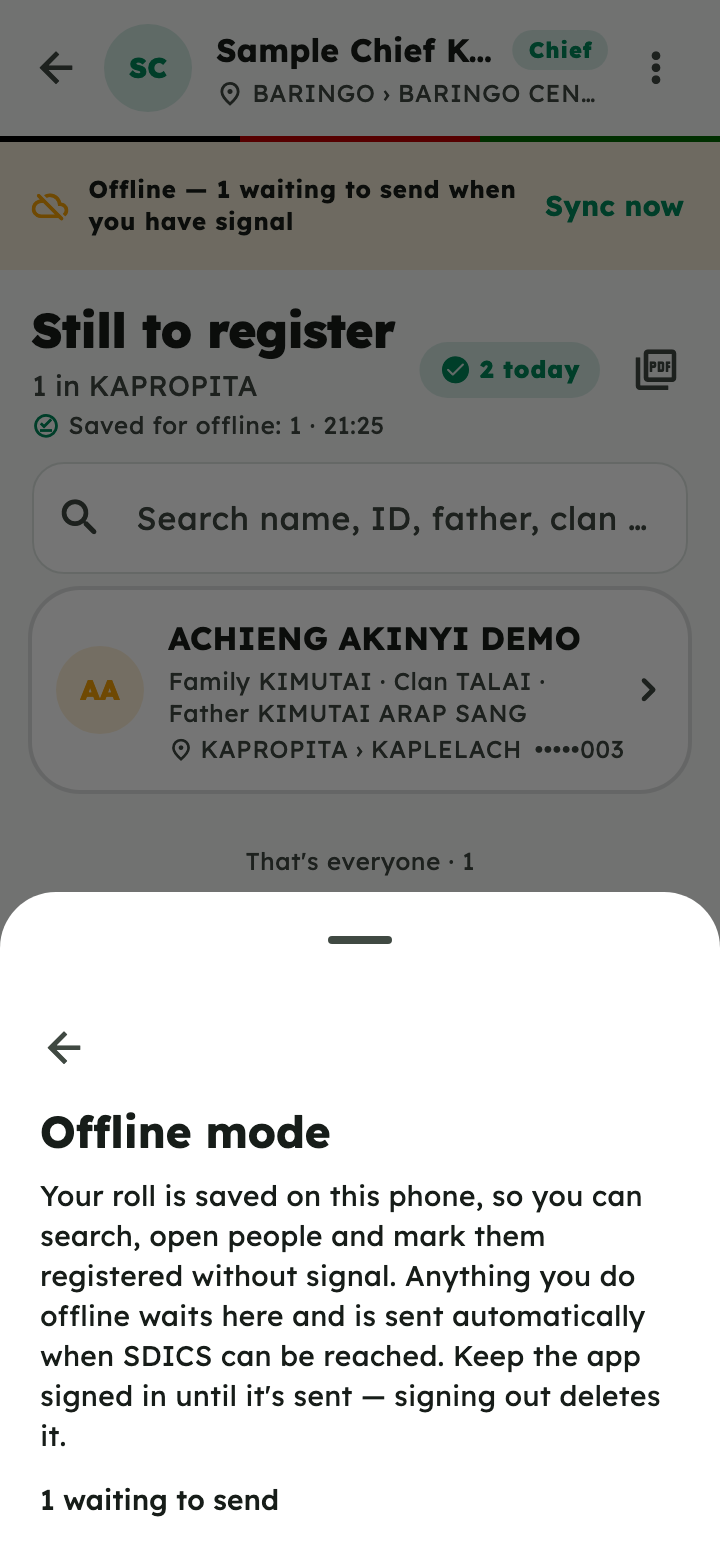 SC
Sample Chief K...
Chief
BARINGO › BARINGO CEN...
Offline — 1 waiting to send when
you have signal
Sync now
Still to register
1 in KAPROPITA
Saved for offline: 1 · 21:25
2 today
PDF
Search name, ID, father, clan ...
AA
ACHIENG AKINYI DEMO
Family KIMUTAI · Clan TALAI ·
Father KIMUTAI ARAP SANG
KAPROPITA › KAPLELACH •••••003
That's everyone · 1
Offline mode
Your roll is saved on this phone, so you can
search, open people and mark them
registered without signal. Anything you do
offline waits here and is sent automatically
when SDICS can be reached. Keep the app
signed in until it's sent — signing out deletes
it.
1 waiting to send